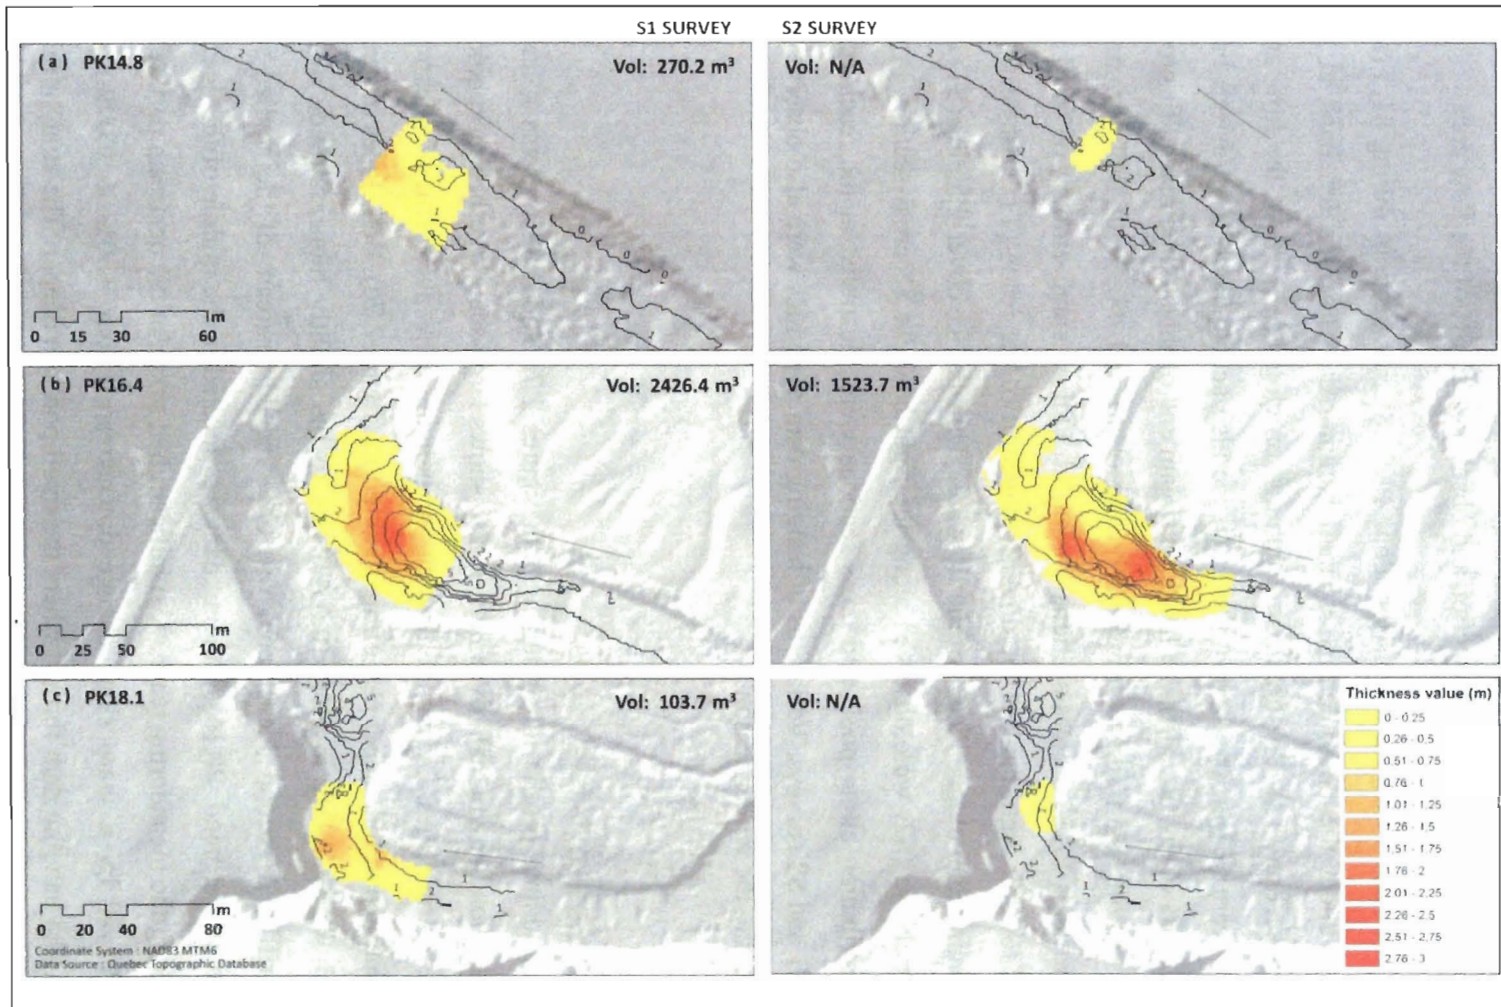 S1 SURVEY S2 SURVEY
(a) PK14.8 Vol: 270.2 m³ Vol: N/A
0 15 30 60 m
(b) PK16.4 Vol: 2426.4 m³ Vol: 1523.7 m³
0 25 50 100 m
(c) PK18.1 Vol: 103.7 m³ Vol: N/A
0 20 40 80 m
Coordinate System : NAD83 MTM6
Data Source : Quebec Topographic Database
Thickness value (m)
0 - 0.25
0.26 - 0.5
0.51 - 0.75
0.76 - 1
1.01 - 1.25
1.26 - 1.5
1.51 - 1.75
1.76 - 2
2.01 - 2.25
2.26 - 2.5
2.51 - 2.75
2.76 - 3